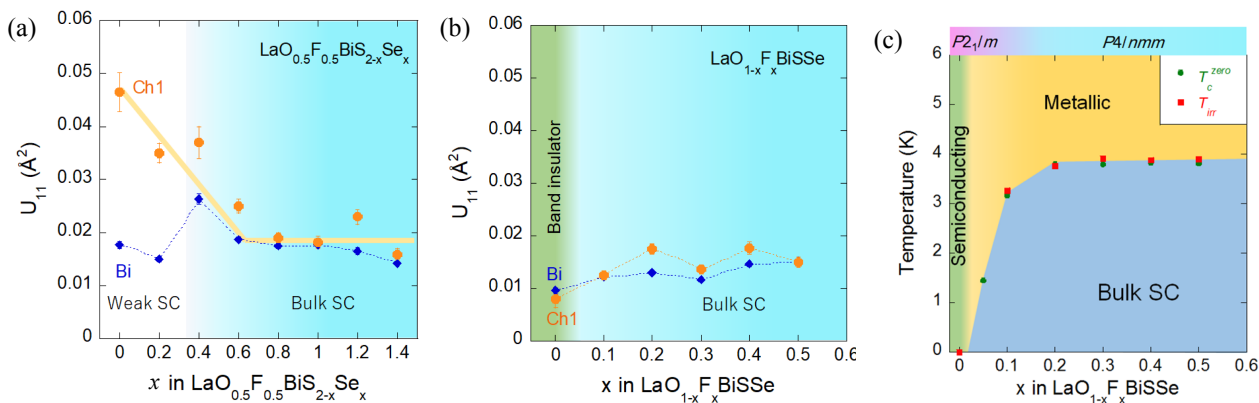 (a)
0.06
0.05
0.04
0.03
0.02
0.01
0
U₁₁ (Å²)
LaO₀.₅F₀.₅BiS₂₋ₓSeₓ
Ch1
Bi
Weak SC
Bulk SC
0 0.2 0.4 0.6 0.8 1 1.2 1.4
x in LaO₀.₅F₀.₅BiS₂₋ₓSeₓ
(b)
0.06
0.05
0.04
0.03
0.02
0.01
0
U₁₁ (Å²)
Band insulator
LaO₁₋ₓFₓBiSSe
Bi
Ch1
Bulk SC
0 0.1 0.2 0.3 0.4 0.5 0.6
x in LaO₁₋ₓFₓBiSSe
(c)
P2₁/m P4/nmm
6
5
4
3
2
1
0
Temperature (K)
Semiconducting
Metallic
T_c^zero
T_irr
Bulk SC
0 0.1 0.2 0.3 0.4 0.5 0.6
x in LaO₁₋ₓFₓBiSSe